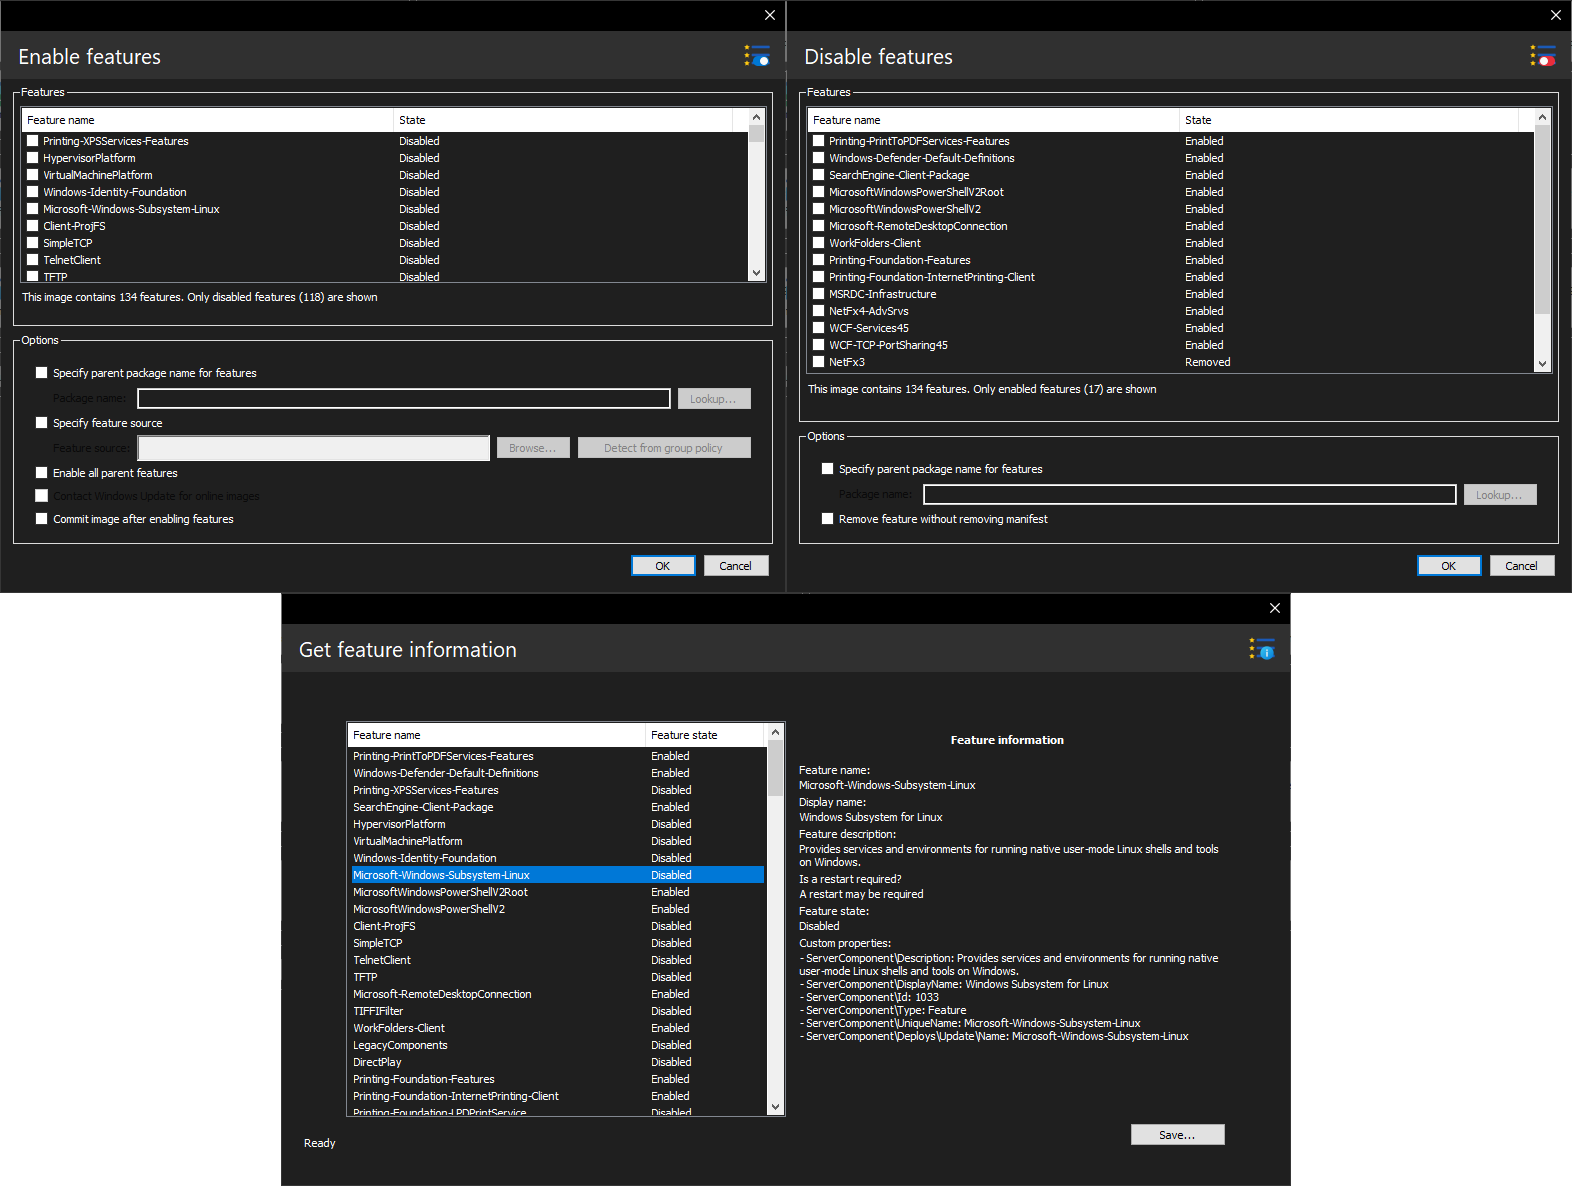 Enable features
Features
Feature name State
Printing-XPSServices-Features Disabled
HypervisorPlatform Disabled
VirtualMachinePlatform Disabled
Windows-Identity-Foundation Disabled
Microsoft-Windows-Subsystem-Linux Disabled
Client-ProjFS Disabled
SimpleTCP Disabled
TelnetClient Disabled
TFTP Disabled
This image contains 134 features. Only disabled features (118) are shown
Options
Specify parent package name for features
Package name: Lookup...
Specify feature source
Feature source: Browse... Detect from group policy
Enable all parent features
Contact Windows Update for online images
Commit image after enabling features
OK Cancel
Disable features
Features
Feature name State
Printing-PrintToPDFServices-Features Enabled
Windows-Defender-Default-Definitions Enabled
SearchEngine-Client-Package Enabled
MicrosoftWindowsPowerShellV2Root Enabled
MicrosoftWindowsPowerShellV2 Enabled
Microsoft-RemoteDesktopConnection Enabled
WorkFolders-Client Enabled
Printing-Foundation-Features Enabled
Printing-Foundation-InternetPrinting-Client Enabled
MSRDC-Infrastructure Enabled
NetFx4-AdvSrvs Enabled
WCF-Services45 Enabled
WCF-TCP-PortSharing45 Enabled
NetFx3 Removed
This image contains 134 features. Only enabled features (17) are shown
Options
Specify parent package name for features
Package name: Lookup...
Remove feature without removing manifest
OK Cancel
Get feature information
Feature name Feature state
Printing-PrintToPDFServices-Features Enabled
Windows-Defender-Default-Definitions Enabled
Printing-XPSServices-Features Disabled
SearchEngine-Client-Package Enabled
HypervisorPlatform Disabled
VirtualMachinePlatform Disabled
Windows-Identity-Foundation Disabled
Microsoft-Windows-Subsystem-Linux Disabled
MicrosoftWindowsPowerShellV2Root Enabled
MicrosoftWindowsPowerShellV2 Enabled
Client-ProjFS Disabled
SimpleTCP Disabled
TelnetClient Disabled
TFTP Disabled
Microsoft-RemoteDesktopConnection Enabled
TIFFIFilter Disabled
WorkFolders-Client Enabled
LegacyComponents Disabled
DirectPlay Disabled
Printing-Foundation-Features Enabled
Printing-Foundation-InternetPrinting-Client Enabled
Printing-Foundation-LPDPrintService Disabled
Ready
Feature information
Feature name:
Microsoft-Windows-Subsystem-Linux
Display name:
Windows Subsystem for Linux
Feature description:
Provides services and environments for running native user-mode Linux shells and tools
on Windows.
Is a restart required?
A restart may be required
Feature state:
Disabled
Custom properties:
- ServerComponent\Description: Provides services and environments for running native
user-mode Linux shells and tools on Windows.
- ServerComponent\DisplayName: Windows Subsystem for Linux
- ServerComponent\Id: 1033
- ServerComponent\Type: Feature
- ServerComponent\UniqueName: Microsoft-Windows-Subsystem-Linux
- ServerComponent\Deploys\Update\Name: Microsoft-Windows-Subsystem-Linux
Save...